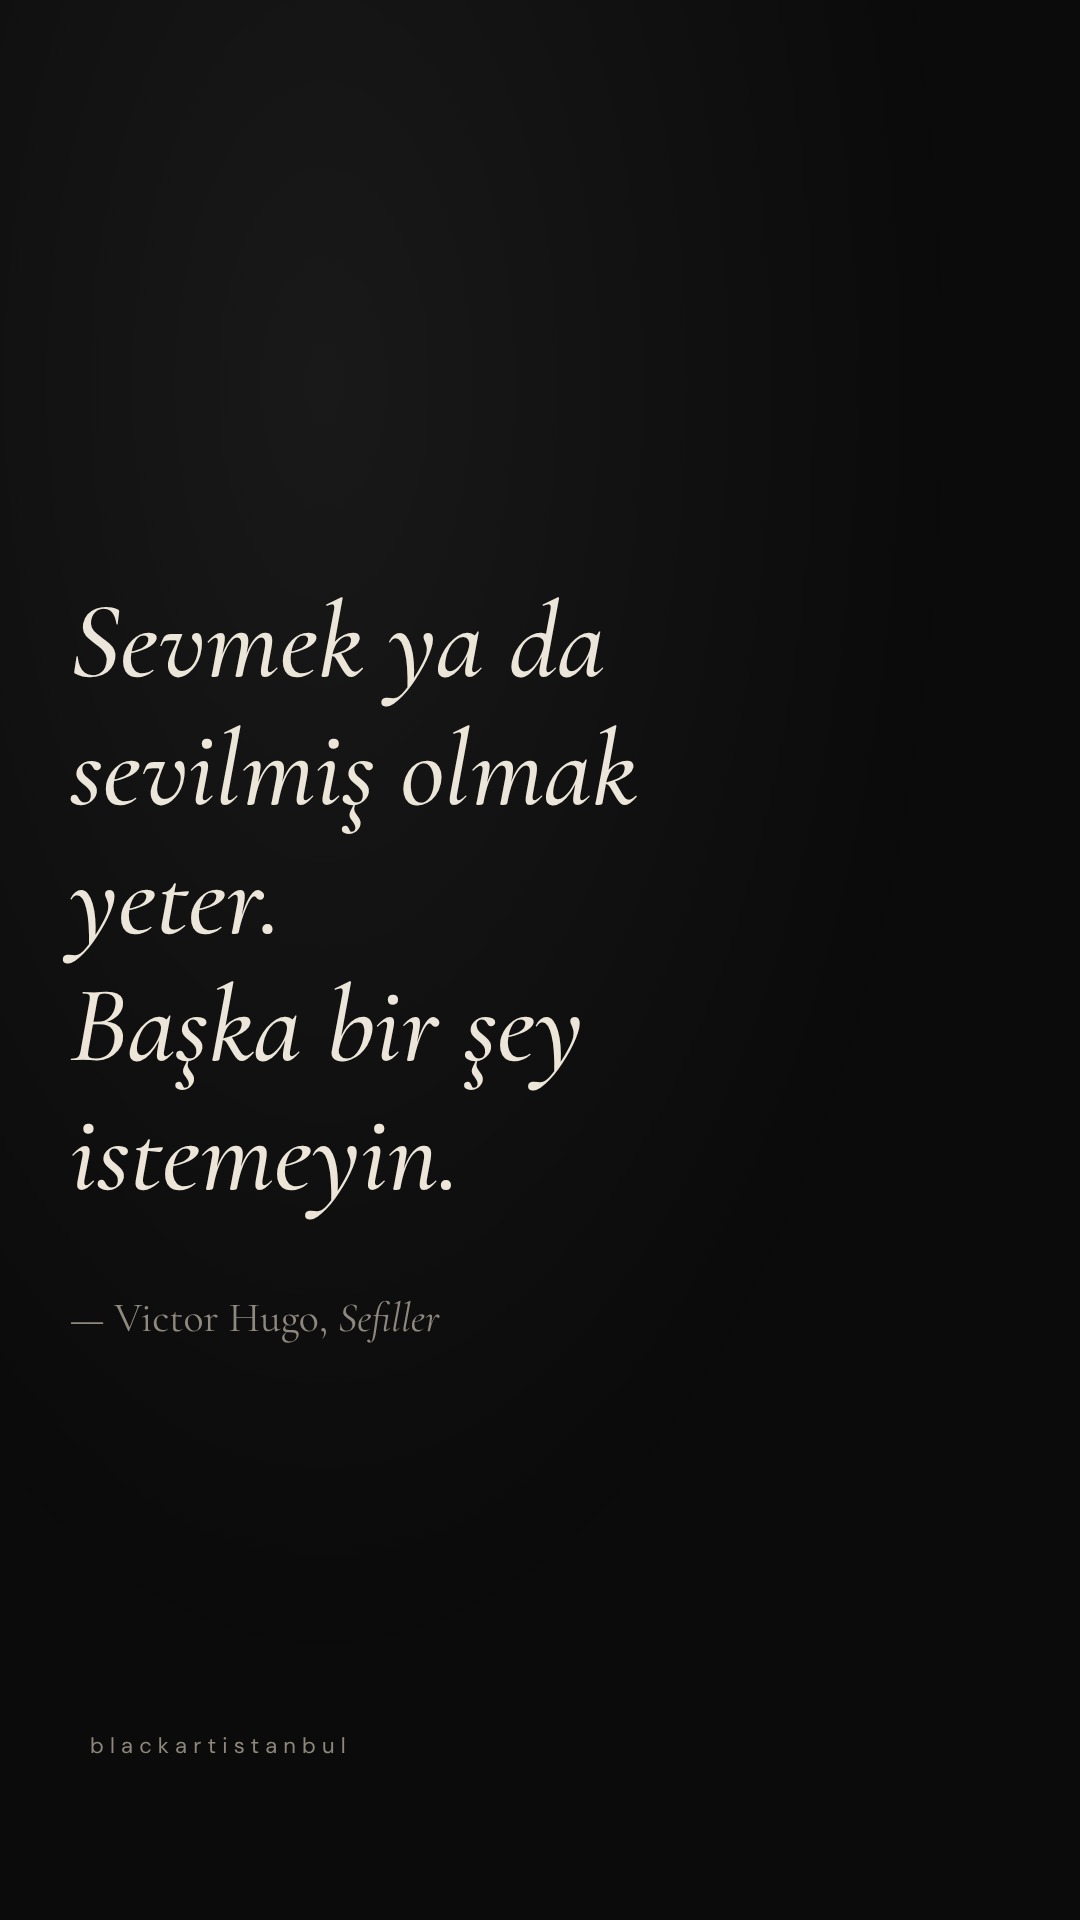 Sevmek ya da
sevilmiş olmak
yeter.
Başka bir şey
istemeyin.
— Victor Hugo, Sefiller
blackartistanbul